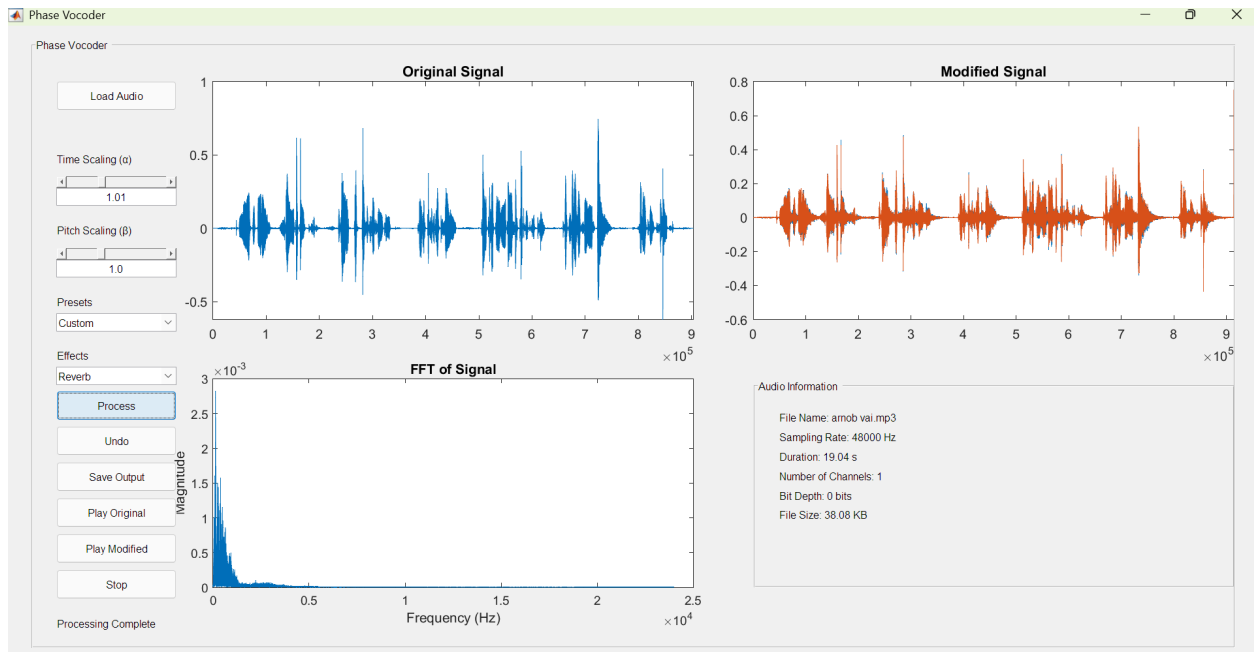 Phase Vocoder
Phase Vocoder
Load Audio
Time Scaling (α)
1.01
Pitch Scaling (β)
1.0
Presets
Custom
Effects
Reverb
Process
Undo
Save Output
Play Original
Play Modified
Stop
Processing Complete
Original Signal
1
0.5
0
-0.5
0 1 2 3 4 5 6 7 8 9
×10^5
Modified Signal
0.8
0.6
0.4
0.2
0
-0.2
-0.4
-0.6
0 1 2 3 4 5 6 7 8 9
×10^5
FFT of Signal
×10^-3
3
2.5
2
1.5
1
0.5
0
Magnitude
0 0.5 1 1.5 2 2.5
Frequency (Hz)
×10^4
Audio Information
File Name: arnob vai.mp3
Sampling Rate: 48000 Hz
Duration: 19.04 s
Number of Channels: 1
Bit Depth: 0 bits
File Size: 38.08 KB